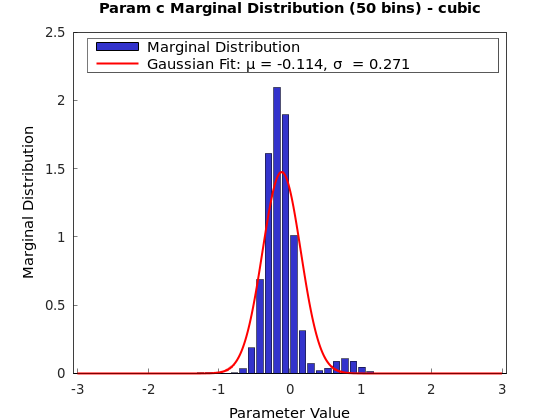 Param c Marginal Distribution (50 bins) - cubic
2.5
Marginal Distribution
Gaussian Fit: μ = -0.114, σ  = 0.271
2
1.5
1
0.5
0
Marginal Distribution
-3 -2 -1 0 1 2 3
Parameter Value